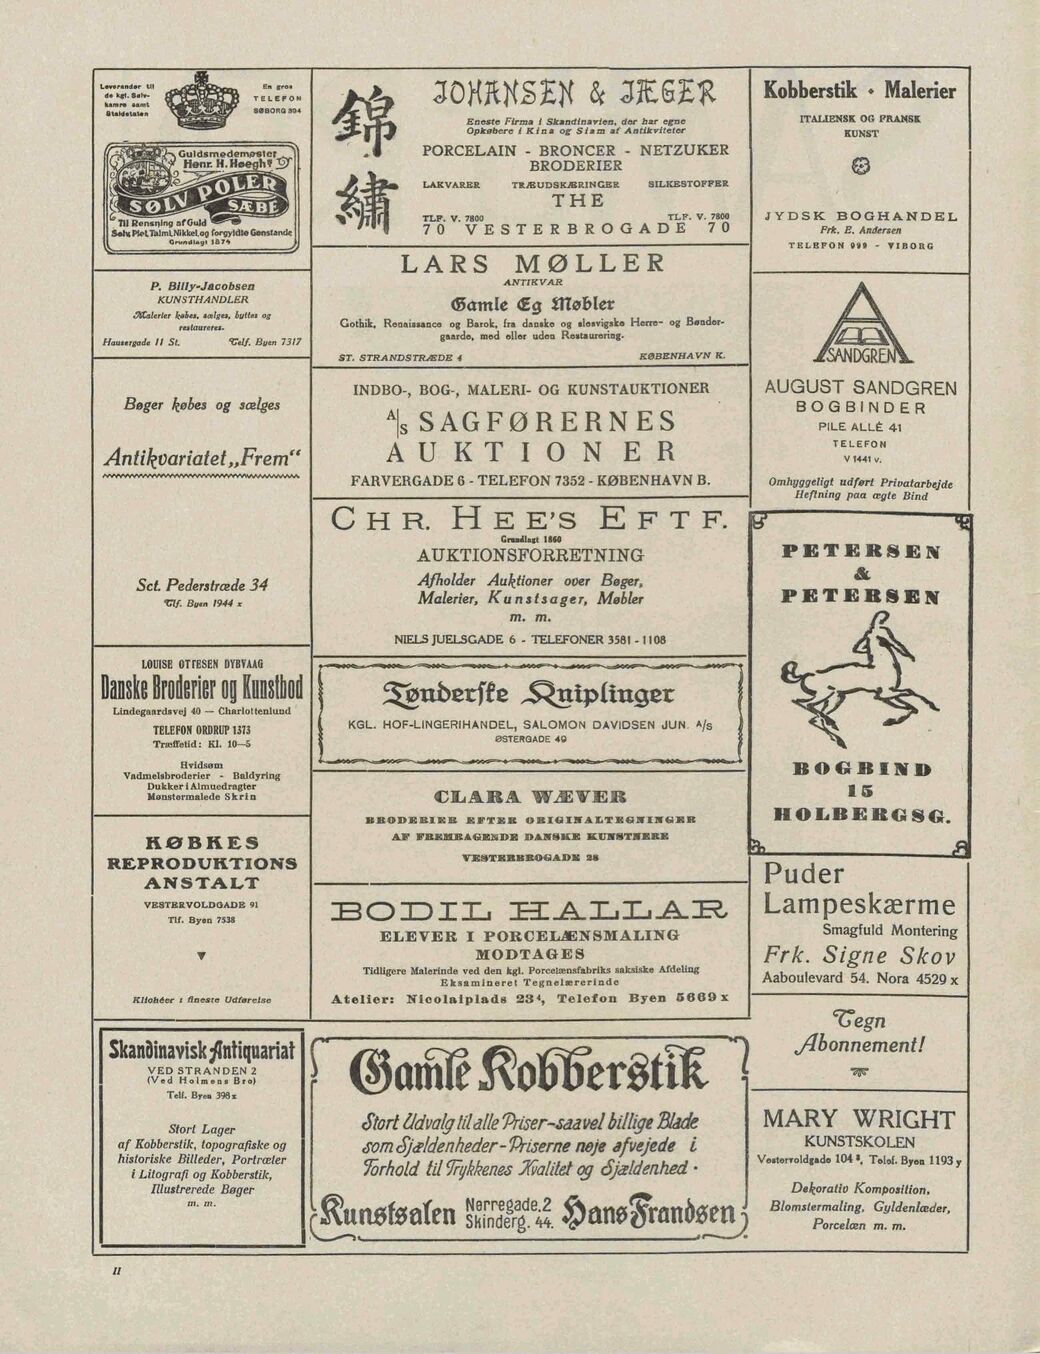 Leverandør til
de kgl. Sølv-
kamre samt
Statstelefon
En gros
TELEFON
SØBORG 394
Guldsmedemester
Henr. H. Høegh's
SØLV POLER
SÆBE
Til Rensning af Guld
Sølv, Plet, Talmi, Nikkel, og forgyldte Genstande
Grundlagt 1874
P. Billy-Jacobsen
KUNSTHANDLER
Malerier købes, sælges, byttes og
restaureres.
Hausergade 11 St. Telf. Byen 7317
Bøger købes og sælges
Antikvariatet „Frem“
Sct. Pederstræde 34
Tlf. Byen 1944 x
LOUISE OTTESEN DYBVAAG
Danske Broderier og Kunstbod
Lindegaardsvej 40 — Charlottenlund
TELEFON ORDRUP 1373
Træffetid: Kl. 10—5
Hvidsøm
Vadmelsbroderier - Baldyring
Dukker i Almuedragter
Mønstermalede Skrin
KØBKES
REPRODUKTIONS
ANSTALT
VESTERVOLDGADE 91
Tlf. Byen 7538
Klichéer i fineste Udførelse
Skandinavisk Antiquariat
VED STRANDEN 2
(Ved Holmens Bro)
Telf. Byen 398 x
Stort Lager
af Kobberstik, topografiske og
historiske Billeder, Portræter
i Litografi og Kobberstik,
Illustrerede Bøger
m. m.
錦
繡
JOHANSEN & JÆGER
Eneste Firma i Skandinavien, der har egne
Opkøbere i Kina og Siam af Antikviteter
PORCELAIN - BRONCER - NETZUKER
BRODERIER
LAKVARER TRÆUDSKÆRINGER SILKESTOFFER
THE
TLF. V. 7800 TLF. V. 7800
70 VESTERBROGADE 70
LARS MØLLER
ANTIKVAR
Gamle Eg Møbler
Gothik, Renaissance og Barok, fra danske og slesvigske Herre- og Bønder-
gaarde, med eller uden Restaurering.
ST. STRANDSTRÆDE 4 KØBENHAVN K.
INDBO-, BOG-, MALERI- OG KUNSTAUKTIONER
A/S SAGFØRERNES
AUKTIONER
FARVERGADE 6 - TELEFON 7352 - KØBENHAVN B.
CHR. HEE'S EFTF.
Grundlagt 1860
AUKTIONSFORRETNING
Afholder Auktioner over Bøger,
Malerier, Kunstsager, Møbler
m. m.
NIELS JUELSGADE 6 - TELEFONER 3581 - 1108
Tønderske Kniplinger
KGL. HOF-LINGERIHANDEL, SALOMON DAVIDSEN JUN. A/S
ØSTERGADE 49
CLARA WÆVER
BRODERIER EFTER ORIGINALTEGNINGER
AF FREMRAGENDE DANSKE KUNSTNERE
VESTERBROGADE 28
BODIL HALLAR
ELEVER I PORCELÆNSMALING
MODTAGES
Tidligere Malerinde ved den kgl. Porcelænsfabriks saksiske Afdeling
Eksamineret Tegnelærerinde
Atelier: Nicolaiplads 23⁴, Telefon Byen 5669 x
Gamle Kobberstik
Stort Udvalg til alle Priser - saavel billige Blade
som Sjældenheder - Priserne nøje afvejede i
Forhold til Trykkenes Kvalitet og Sjældenhed ·
Kunstsalen Nørregade. 2
Skinderg. 44. Hans Frandsen
Kobberstik • Malerier
ITALIENSK OG FRANSK
KUNST
JYDSK BOGHANDEL
Frk. E. Andersen
TELEFON 999 - VIBORG
A
SANDGREN
AUGUST SANDGREN
BOGBINDER
PILE ALLÉ 41
TELEFON
V 1441 v.
Omhyggeligt udført Privatarbejde
Heftning paa ægte Bind
PETERSEN
&
PETERSEN
BOGBIND
15
HOLBERGSG.
Puder
Lampeskærme
Smagfuld Montering
Frk. Signe Skov
Aaboulevard 54. Nora 4529 x
Tegn
Abonnement!
MARY WRIGHT
KUNSTSKOLEN
Vestervoldgade 104³, Telef. Byen 1193 y
Dekorativ Komposition,
Blomstermaling, Gyldenlæder,
Porcelæn m. m.
II